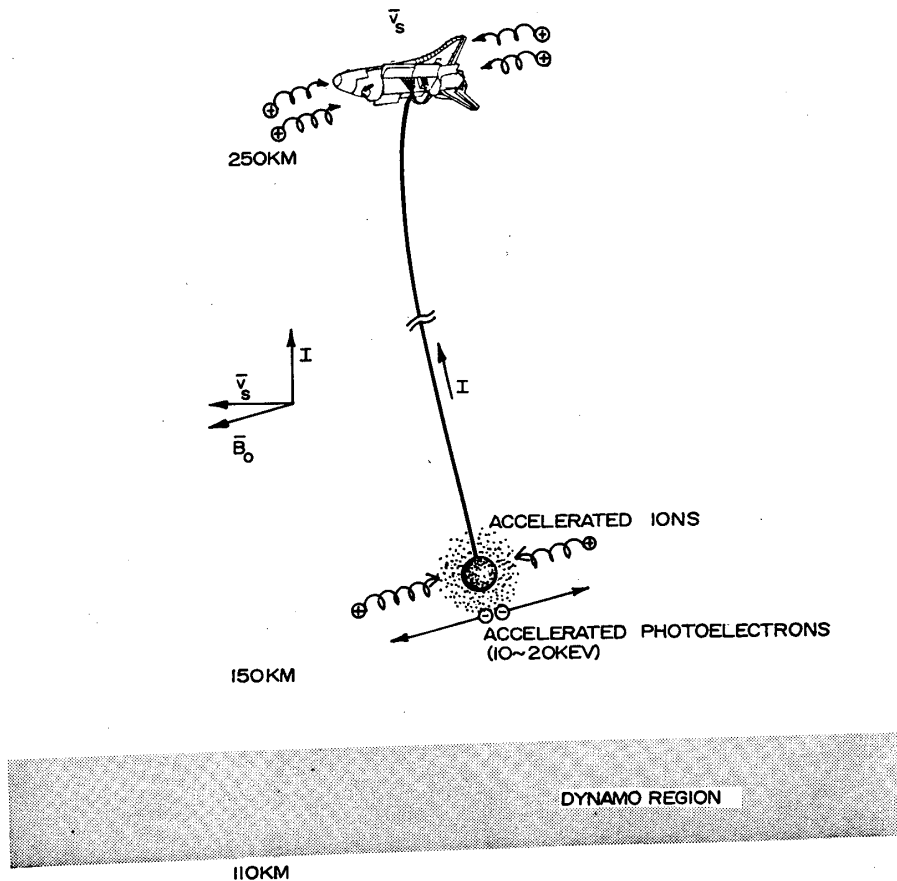 v̄s
250KM
I
v̄s
B̄o
I
ACCELERATED IONS
ACCELERATED PHOTOELECTRONS
(10~20KEV)
150KM
DYNAMO REGION
110KM